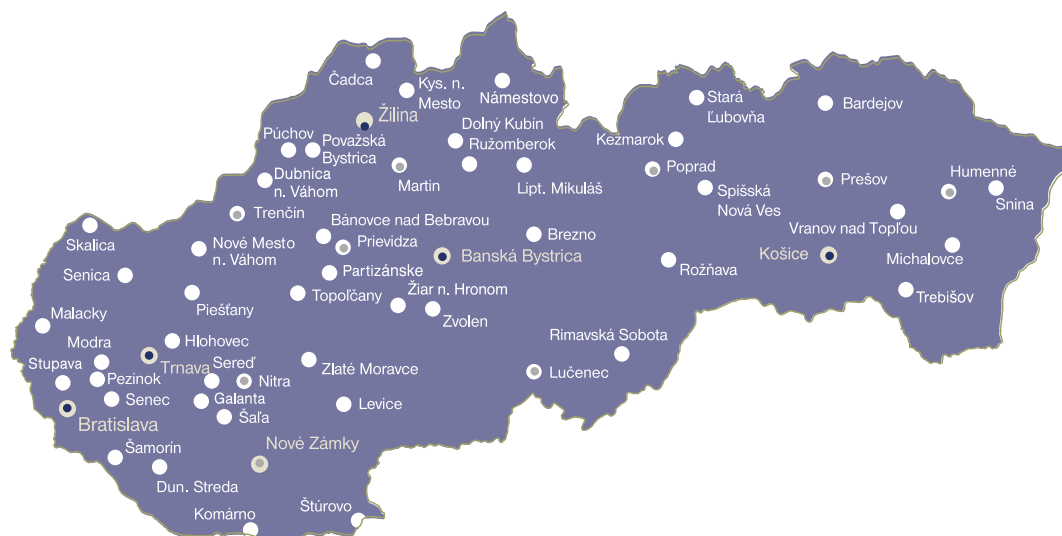 Čadca
Kys. n.
Mesto
Námestovo
Stará
Ľubovňa
Bardejov
Žilina
Dolný Kubín
Ružomberok
Kežmarok
Púchov
Považská
Bystrica
Martin
Lipt. Mikuláš
Poprad
Prešov
Humenné
Dubnica
n. Váhom
Spišská
Nová Ves
Snina
Trenčín
Bánovce nad Bebravou
Vranov nad Topľou
Skalica
Nové Mesto
n. Váhom
Prievidza
Banská Bystrica
Brezno
Rožňava
Košice
Michalovce
Senica
Partizánske
Piešťany
Topoľčany
Žiar n. Hronom
Zvolen
Trebišov
Malacky
Modra
Hlohovec
Rimavská Sobota
Stupava
Trnava
Sereď
Zlaté Moravce
Pezinok
Nitra
Lučenec
Senec
Galanta
Levice
Bratislava
Šaľa
Nové Zámky
Šamorín
Dun. Streda
Štúrovo
Komárno